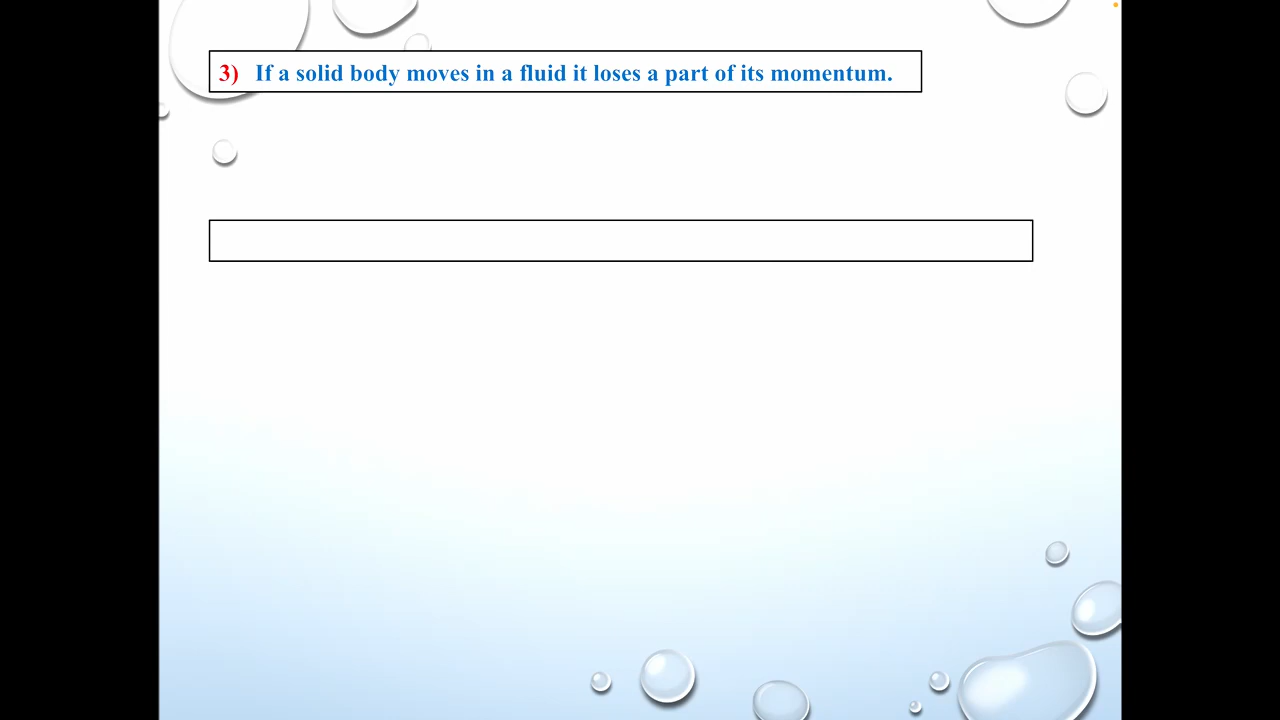 3) If a solid body moves in a fluid it loses a part of its momentum.